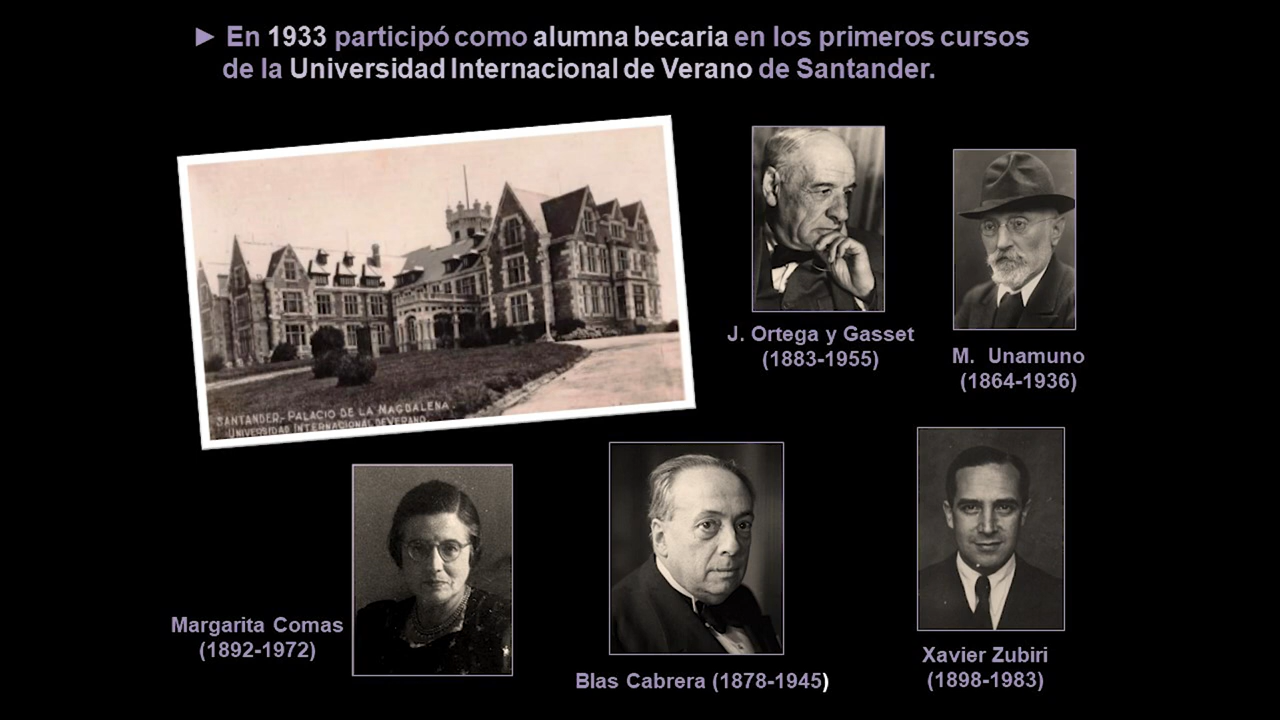 ► En 1933 participó como alumna becaria en los primeros cursos
de la Universidad Internacional de Verano de Santander.
SANTANDER.- PALACIO DE LA MAGDALENA.
UNIVERSIDAD INTERNACIONAL DE VERANO
J. Ortega y Gasset
(1883-1955)
M. Unamuno
(1864-1936)
Margarita Comas
(1892-1972)
Blas Cabrera (1878-1945)
Xavier Zubiri
(1898-1983)